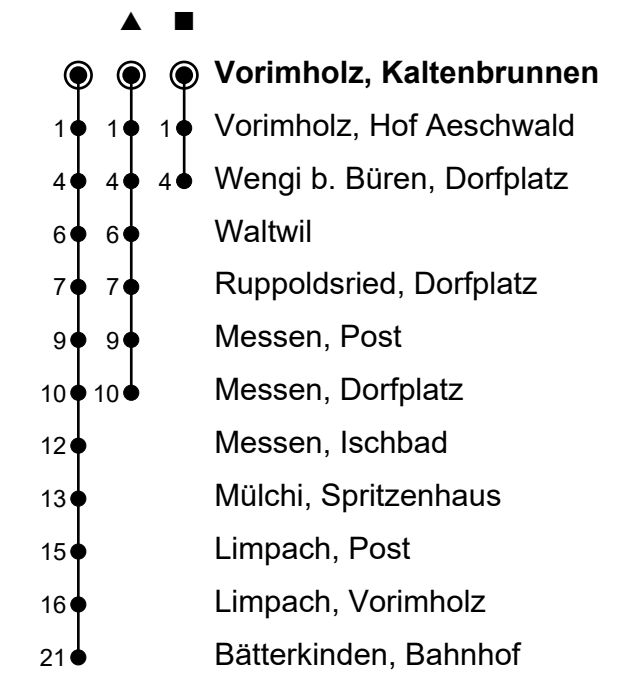 ▲ ■
Vorimholz, Kaltenbrunnen
1 1 1 Vorimholz, Hof Aeschwald
4 4 4 Wengi b. Büren, Dorfplatz
6 6 Waltwil
7 7 Ruppoldsried, Dorfplatz
9 9 Messen, Post
10 10 Messen, Dorfplatz
12 Messen, Ischbad
13 Mülchi, Spritzenhaus
15 Limpach, Post
16 Limpach, Vorimholz
21 Bätterkinden, Bahnhof